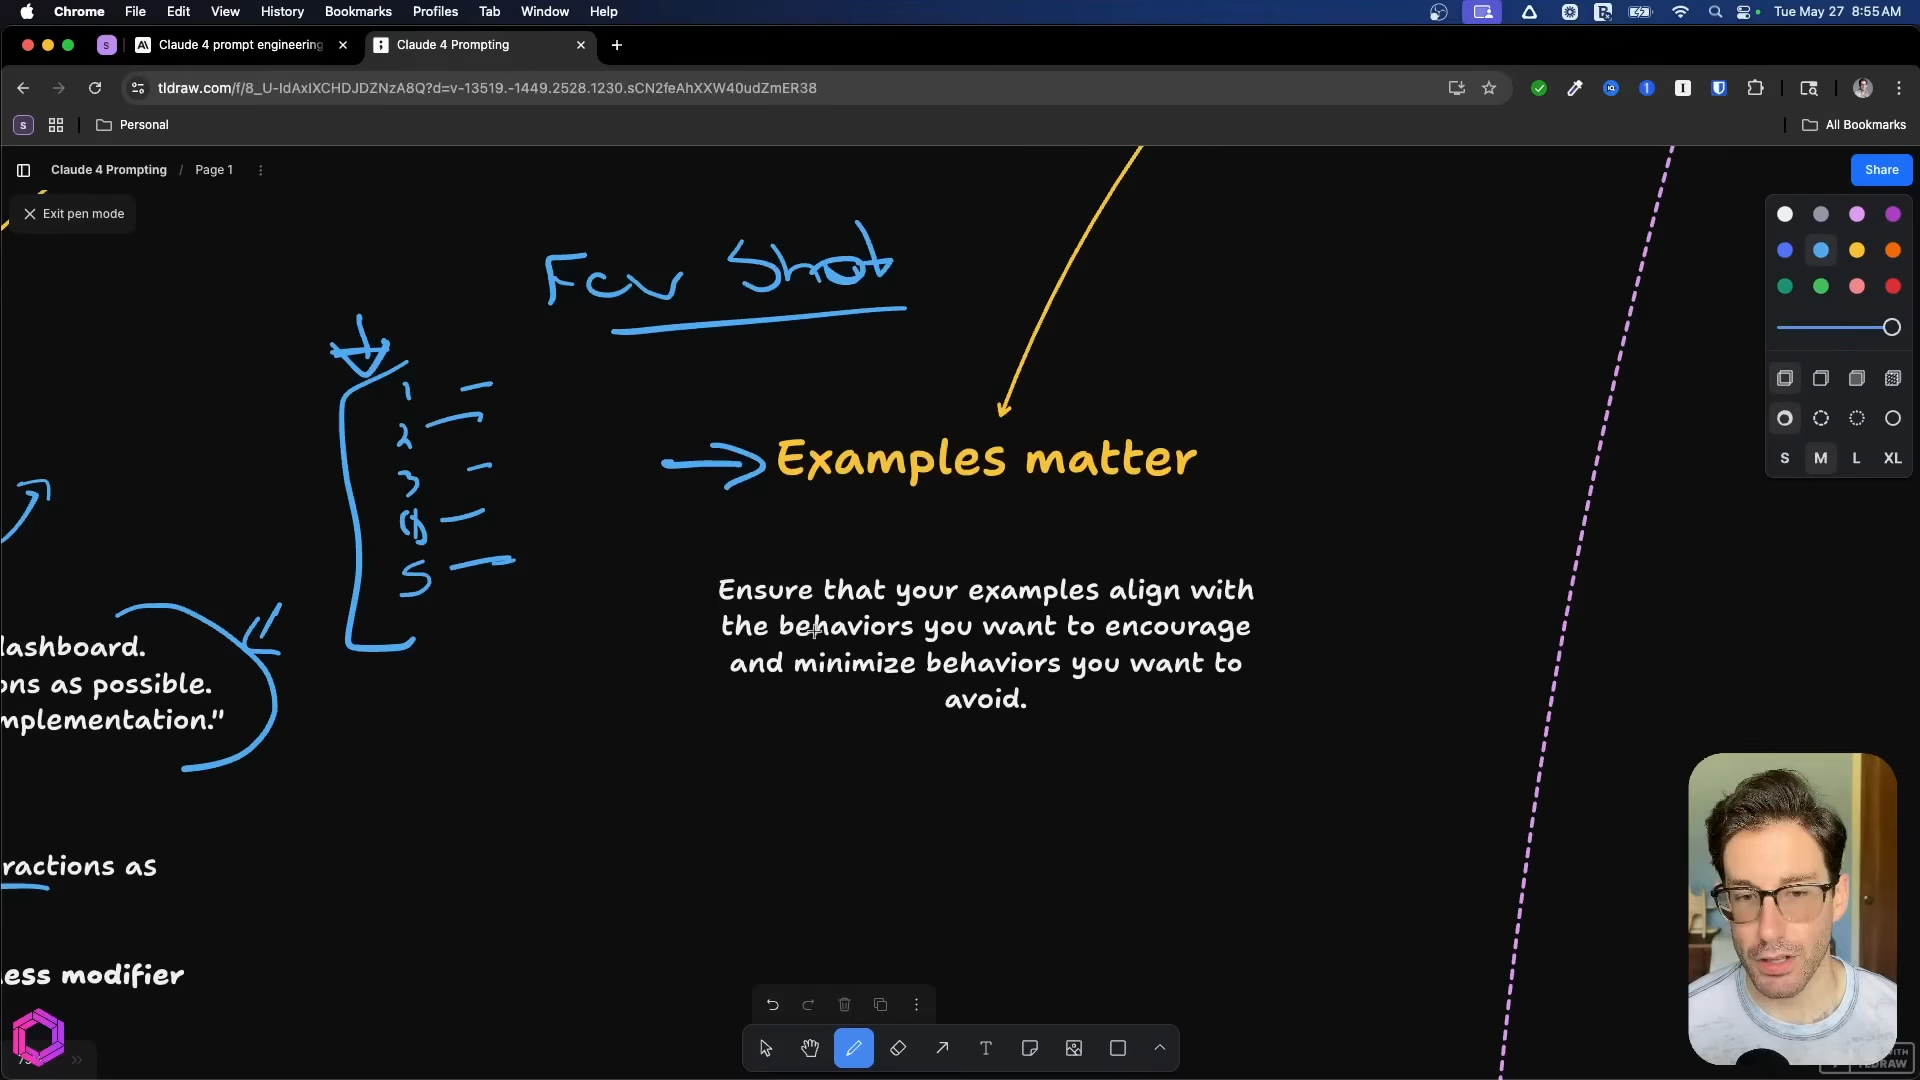 Chrome File Edit View History Bookmarks Profiles Tab Window Help
Tue May 27 8:55 AM
S
Claude 4 prompt engineering
Claude 4 Prompting
tldraw.com/f/8_U-IdAxIXCHDJDZNzA8Q?d=v-13519.-1449.2528.1230.sCN2feAhXXW40udZmER38
S
Personal
All Bookmarks
Claude 4 Prompting / Page 1
Share
Exit pen mode
Few Shot
1
2
3
4
5
Examples matter
Ensure that your examples align with
the behaviors you want to encourage
and minimize behaviors you want to
avoid.
lashboard.
ons as possible.
mplementation."
ractions as
ess modifier
S M L XL
TLDRAW